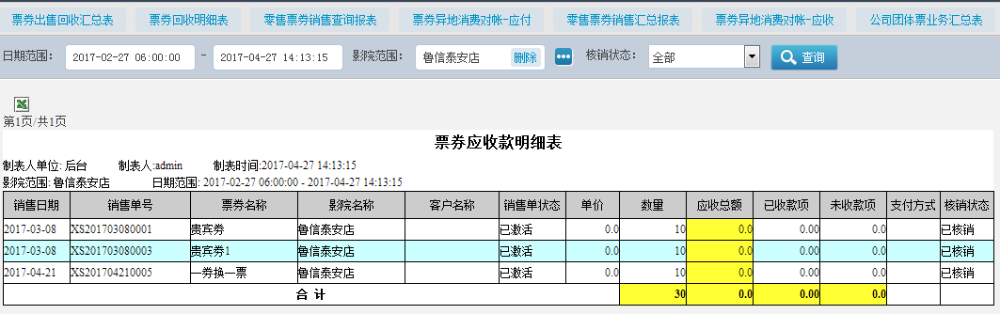 票券出售回收汇总表 票券回收明细表 零售票券销售查询报表 票券异地消费对帐-应付 零售票券销售汇总报表 票券异地消费对帐-应收 公司团体票业务汇总表
日期范围： 2017-02-27 06:00:00 - 2017-04-27 14:13:15 影院范围： 鲁信泰安店 删除 ••• 核销状态： 全部 查询
第1页/共1页
票券应收款明细表
制表人单位: 后台 制表人:admin 制表时间:2017-04-27 14:13:15
影院范围: 鲁信泰安店 日期范围: 2017-02-27 06:00:00 - 2017-04-27 14:13:15
销售日期 销售单号 票券名称 影院名称 客户名称 销售单状态 单价 数量 应收总额 已收款项 未收款项 支付方式 核销状态
2017-03-08 XS201703080001 贵宾券 鲁信泰安店 已激活 0.0 10 0.0 0.00 0.0 已核销
2017-03-08 XS201703080003 贵宾券1 鲁信泰安店 已激活 0.0 10 0.0 0.00 0.0 已核销
2017-04-21 XS201704210005 一券换一票 鲁信泰安店 已激活 0.0 10 0.0 0.00 0.0 已核销
合 计 30 0.0 0.00 0.0